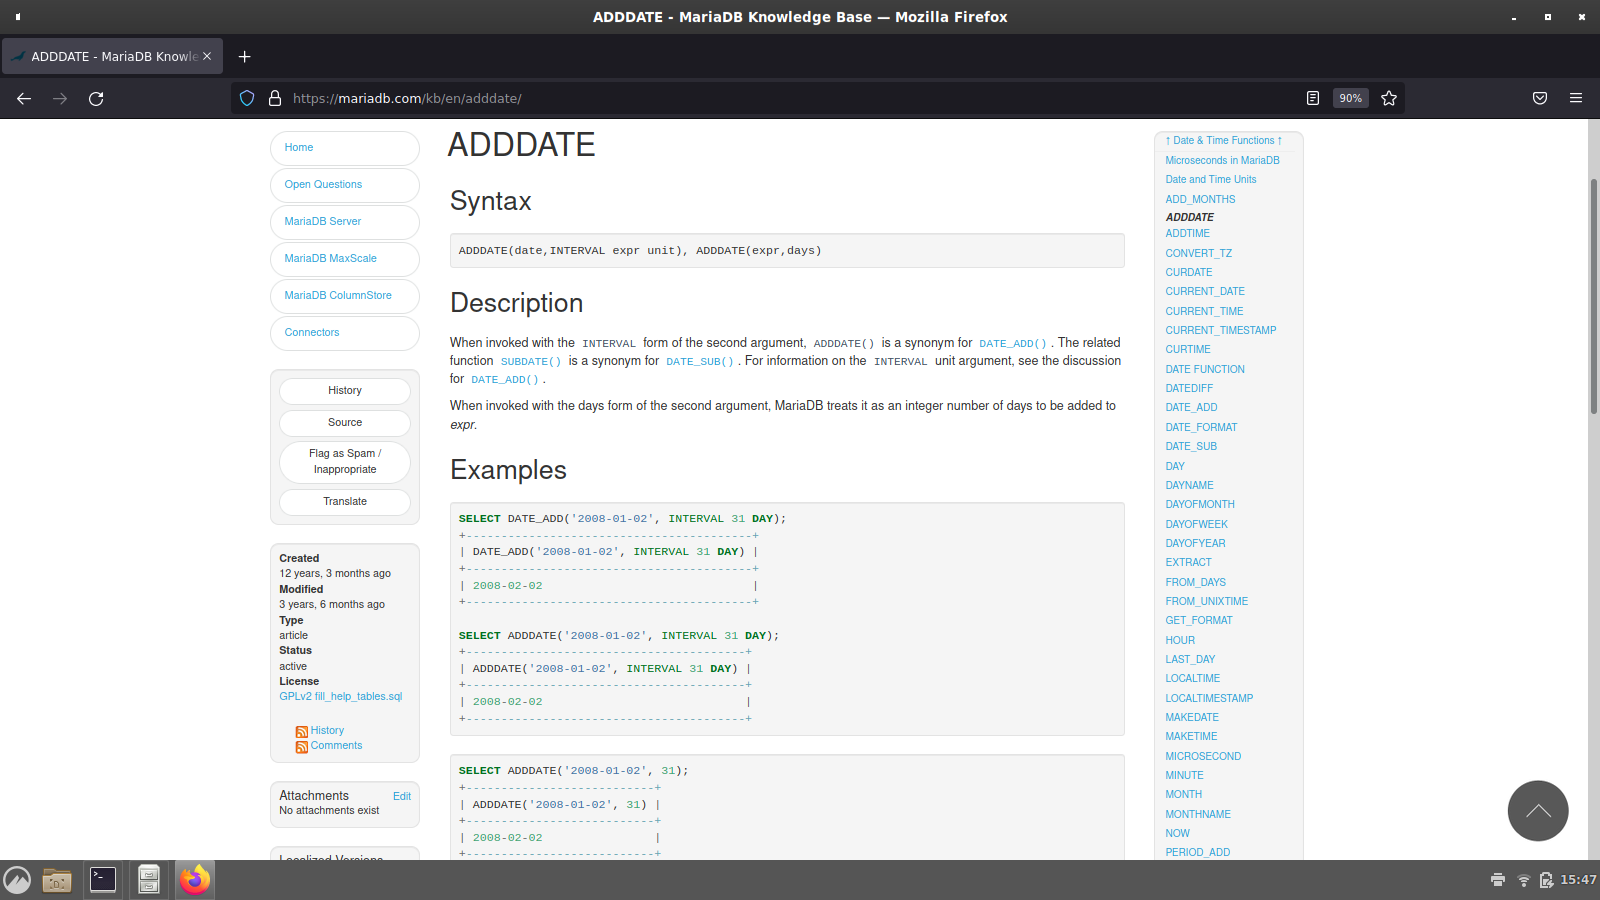 ADDDATE - MariaDB Knowledge Base — Mozilla Firefox
ADDDATE - MariaDB Knowle
https://mariadb.com/kb/en/adddate/
90%
Home
Open Questions
MariaDB Server
MariaDB MaxScale
MariaDB ColumnStore
Connectors
History
Source
Flag as Spam /
Inappropriate
Translate
Created
12 years, 3 months ago
Modified
3 years, 6 months ago
Type
article
Status
active
License
GPLv2 fill_help_tables.sql
History
Comments
Attachments Edit
No attachments exist
Localized Versions
ADDDATE
Syntax
ADDDATE(date,INTERVAL expr unit), ADDDATE(expr,days)
Description
When invoked with the INTERVAL form of the second argument, ADDDATE() is a synonym for DATE_ADD() . The related
function SUBDATE() is a synonym for DATE_SUB() . For information on the INTERVAL unit argument, see the discussion
for DATE_ADD() .
When invoked with the days form of the second argument, MariaDB treats it as an integer number of days to be added to
expr.
Examples
SELECT DATE_ADD('2008-01-02', INTERVAL 31 DAY);
+-----------------------------------------+
| DATE_ADD('2008-01-02', INTERVAL 31 DAY) |
+-----------------------------------------+
| 2008-02-02                              |
+-----------------------------------------+
SELECT ADDDATE('2008-01-02', INTERVAL 31 DAY);
+----------------------------------------+
| ADDDATE('2008-01-02', INTERVAL 31 DAY) |
+----------------------------------------+
| 2008-02-02                             |
+----------------------------------------+
SELECT ADDDATE('2008-01-02', 31);
+---------------------------+
| ADDDATE('2008-01-02', 31) |
+---------------------------+
| 2008-02-02                |
+---------------------------+
↑ Date & Time Functions ↑
Microseconds in MariaDB
Date and Time Units
ADD_MONTHS
ADDDATE
ADDTIME
CONVERT_TZ
CURDATE
CURRENT_DATE
CURRENT_TIME
CURRENT_TIMESTAMP
CURTIME
DATE FUNCTION
DATEDIFF
DATE_ADD
DATE_FORMAT
DATE_SUB
DAY
DAYNAME
DAYOFMONTH
DAYOFWEEK
DAYOFYEAR
EXTRACT
FROM_DAYS
FROM_UNIXTIME
GET_FORMAT
HOUR
LAST_DAY
LOCALTIME
LOCALTIMESTAMP
MAKEDATE
MAKETIME
MICROSECOND
MINUTE
MONTH
MONTHNAME
NOW
PERIOD_ADD
15:47